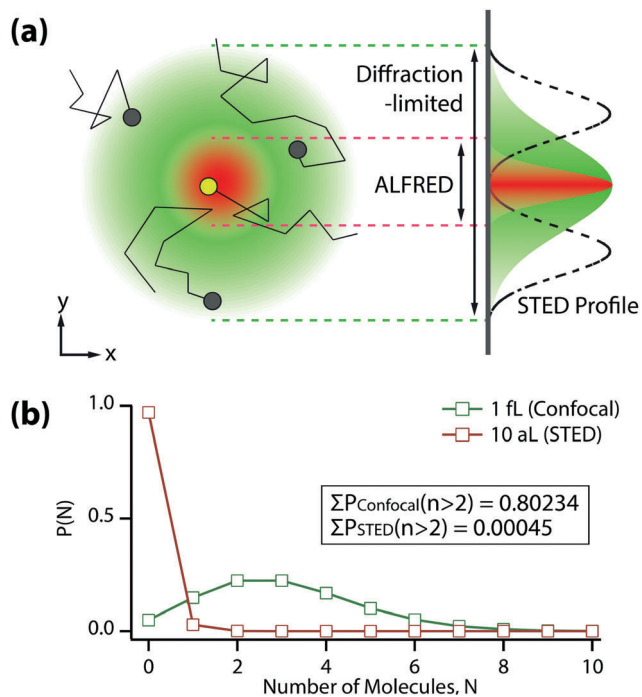 (a)
Diffraction
-limited
ALFRED
STED Profile
y
x
(b)
1.0
0.5
0.0
P(N)
1 fL (Confocal)
10 aL (STED)
ΣPConfocal(n>2) = 0.80234
ΣPSTED(n>2) = 0.00045
0 2 4 6 8 10
Number of Molecules, N